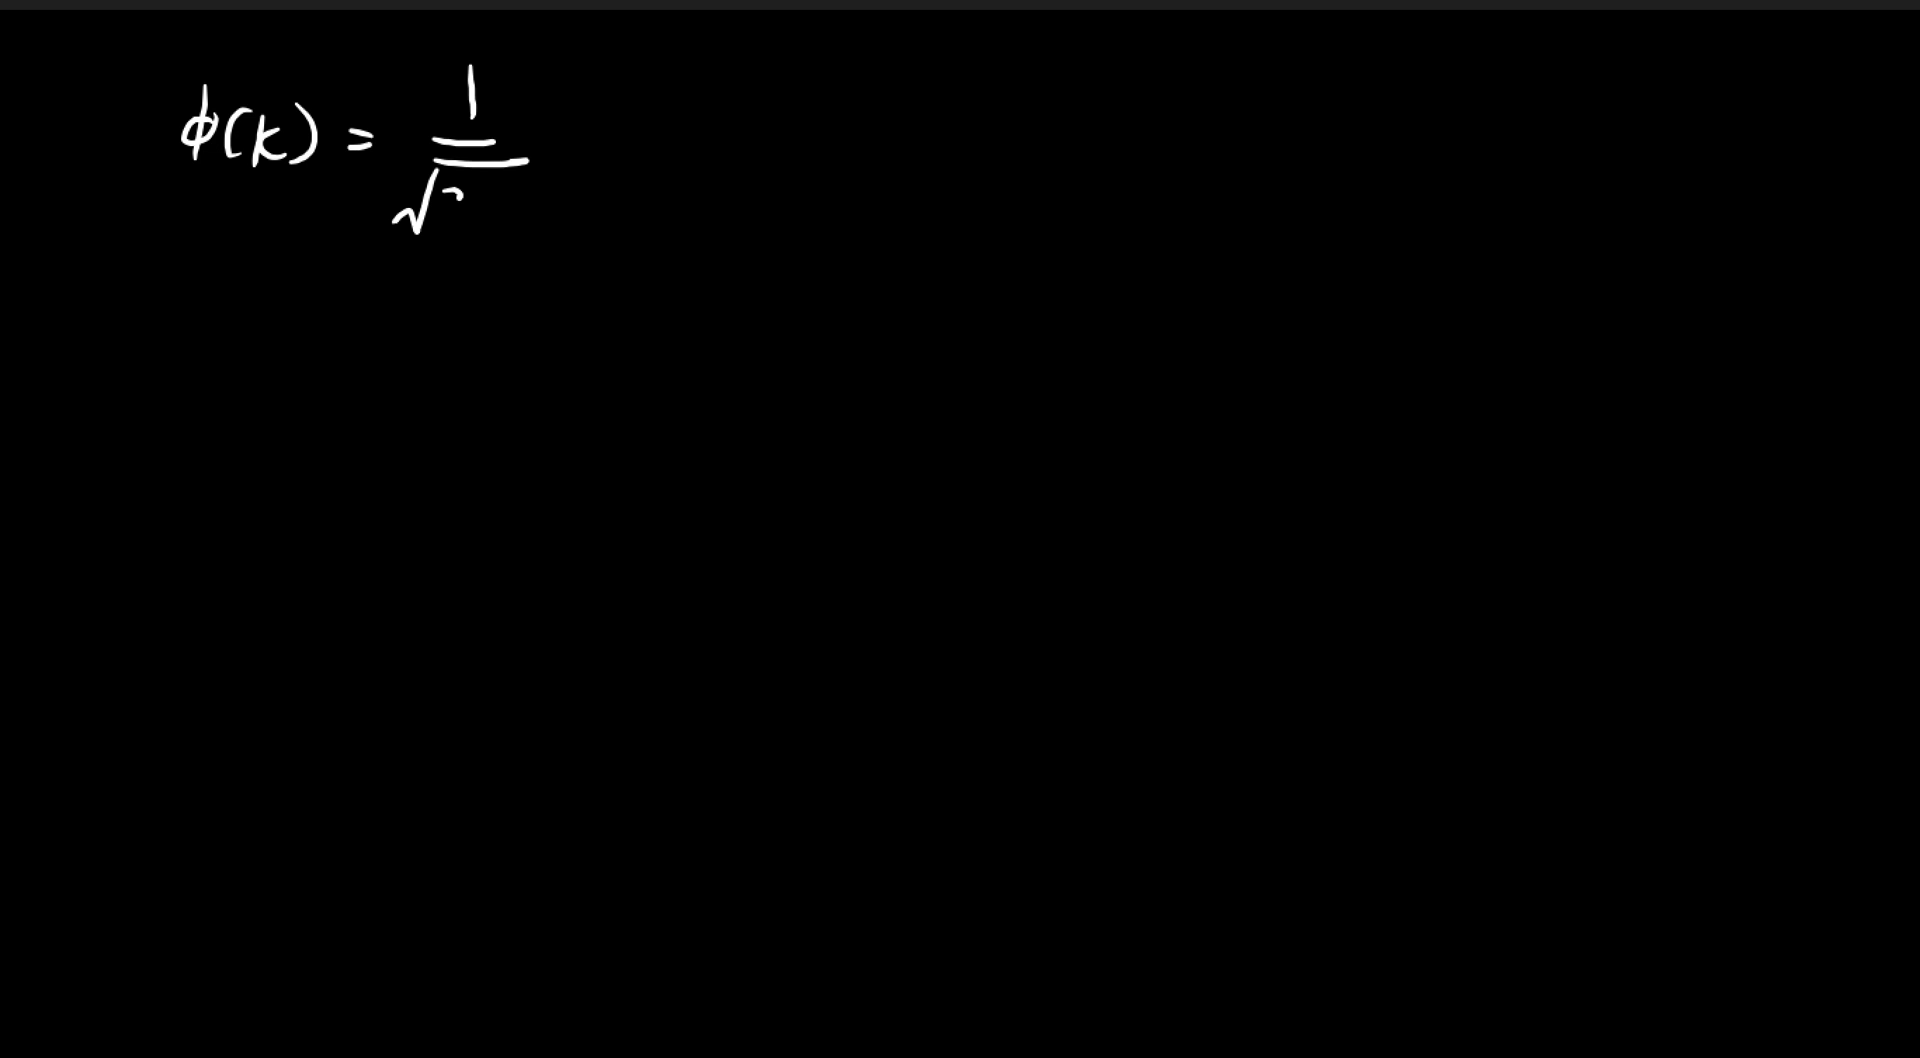 ϕ(k) = 1/√